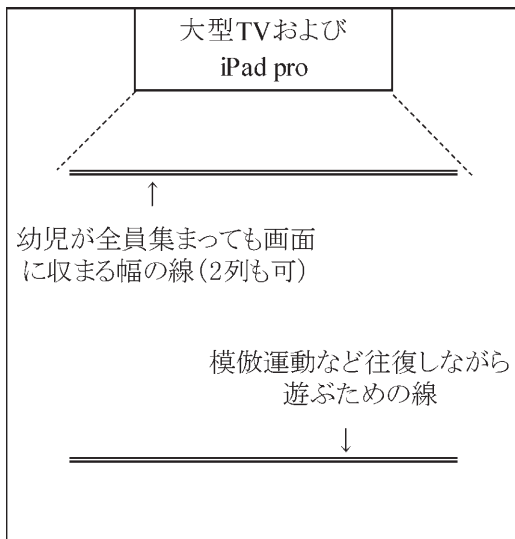 大型TVおよび
iPad pro
↑
幼児が全員集まっても画面
に収まる幅の線(2列も可)
模倣運動など往復しながら
遊ぶための線
↓